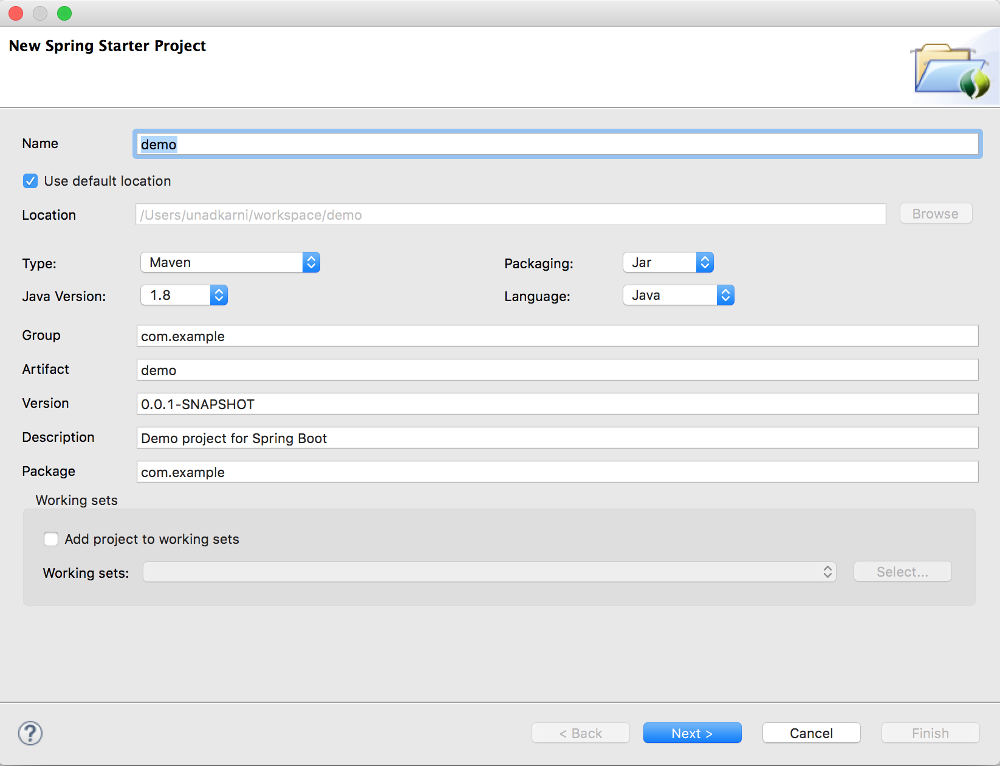 New Spring Starter Project
Name demo
Use default location
Location /Users/unadkarni/workspace/demo Browse
Type: Maven Packaging: Jar
Java Version: 1.8 Language: Java
Group com.example
Artifact demo
Version 0.0.1-SNAPSHOT
Description Demo project for Spring Boot
Package com.example
Working sets
Add project to working sets
Working sets: Select...
? < Back Next > Cancel Finish